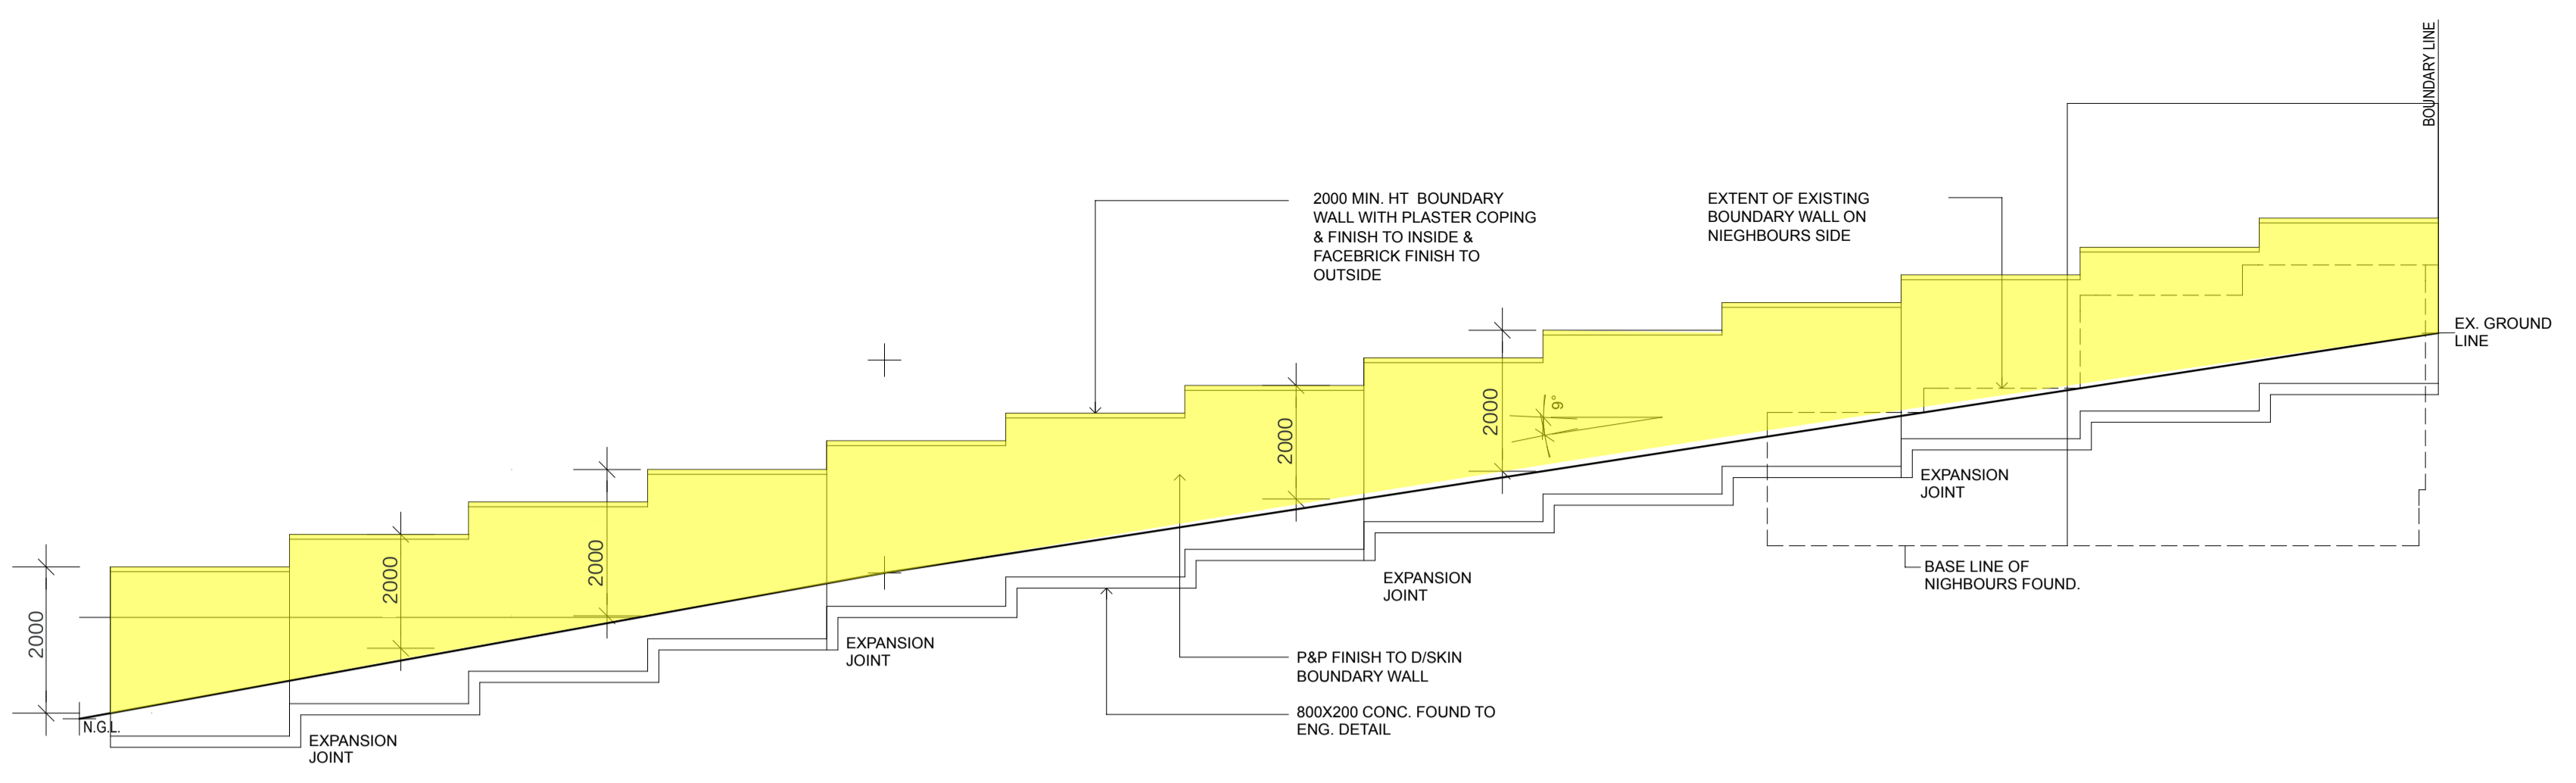 BOUNDARY LINE
2000 MIN. HT BOUNDARY
WALL WITH PLASTER COPING
& FINISH TO INSIDE &
FACEBRICK FINISH TO
OUTSIDE
EXTENT OF EXISTING
BOUNDARY WALL ON
NIEGHBOURS SIDE
EX. GROUND
LINE
2000
2000
2000
2000
2000
9°
EXPANSION
JOINT
BASE LINE OF
NIGHBOURS FOUND.
EXPANSION
JOINT
EXPANSION
JOINT
P&P FINISH TO D/SKIN
BOUNDARY WALL
800X200 CONC. FOUND TO
ENG. DETAIL
N.G.L.
EXPANSION
JOINT